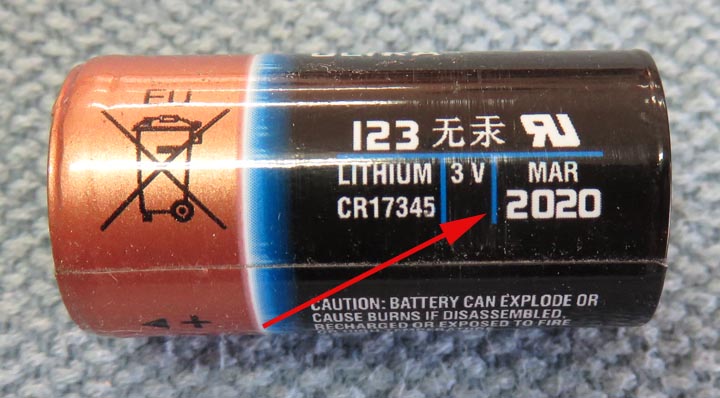 EU
123 无汞
LITHIUM 3 V MAR
CR17345 2020
CAUTION: BATTERY CAN EXPLODE OR
CAUSE BURNS IF DISASSEMBLED,
RECHARGED OR EXPOSED TO FIRE